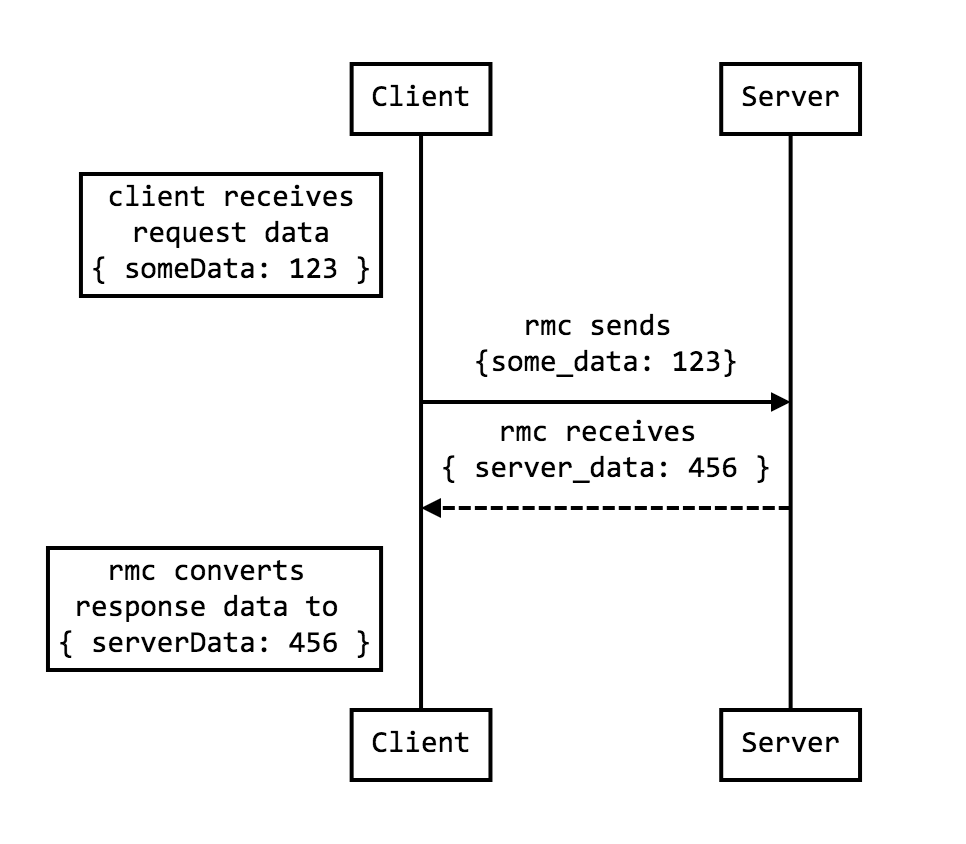 Client
Server
client receives
request data
{ someData: 123 }
rmc sends
{some_data: 123}
rmc receives
{ server_data: 456 }
rmc converts
response data to
{ serverData: 456 }
Client
Server